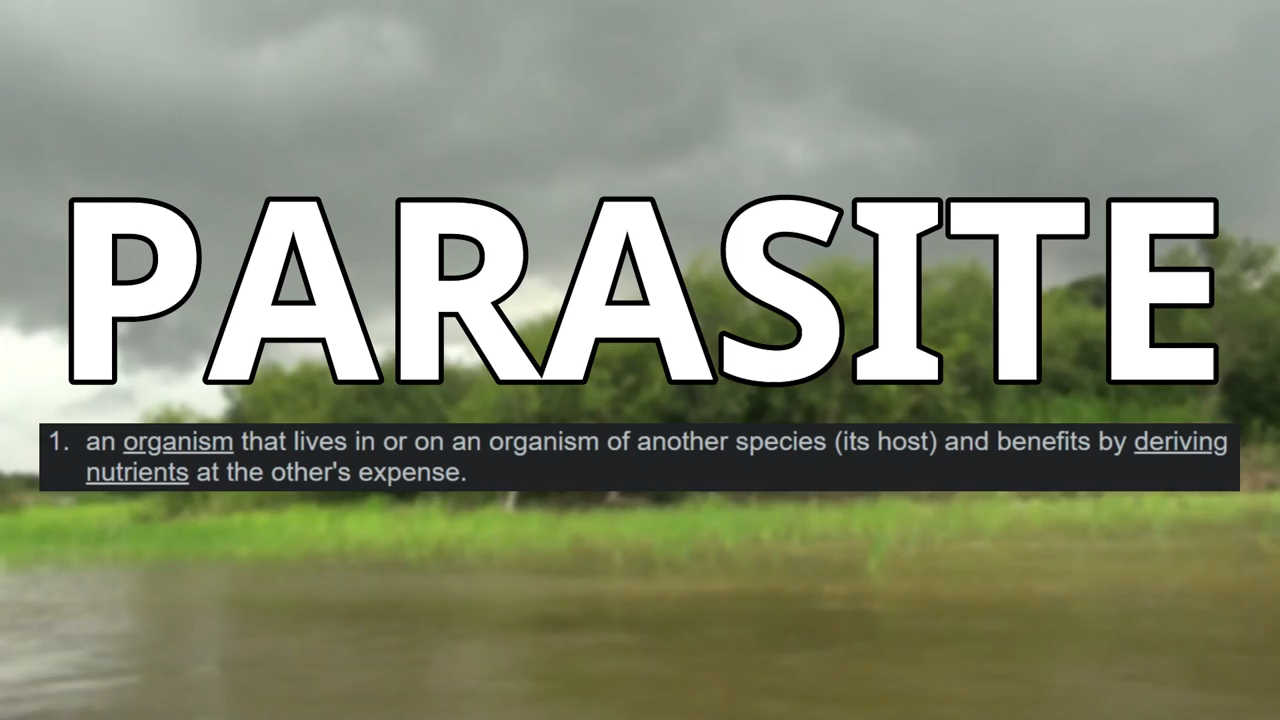 PARASITE
1. an organism that lives in or on an organism of another species (its host) and benefits by deriving
nutrients at the other's expense.